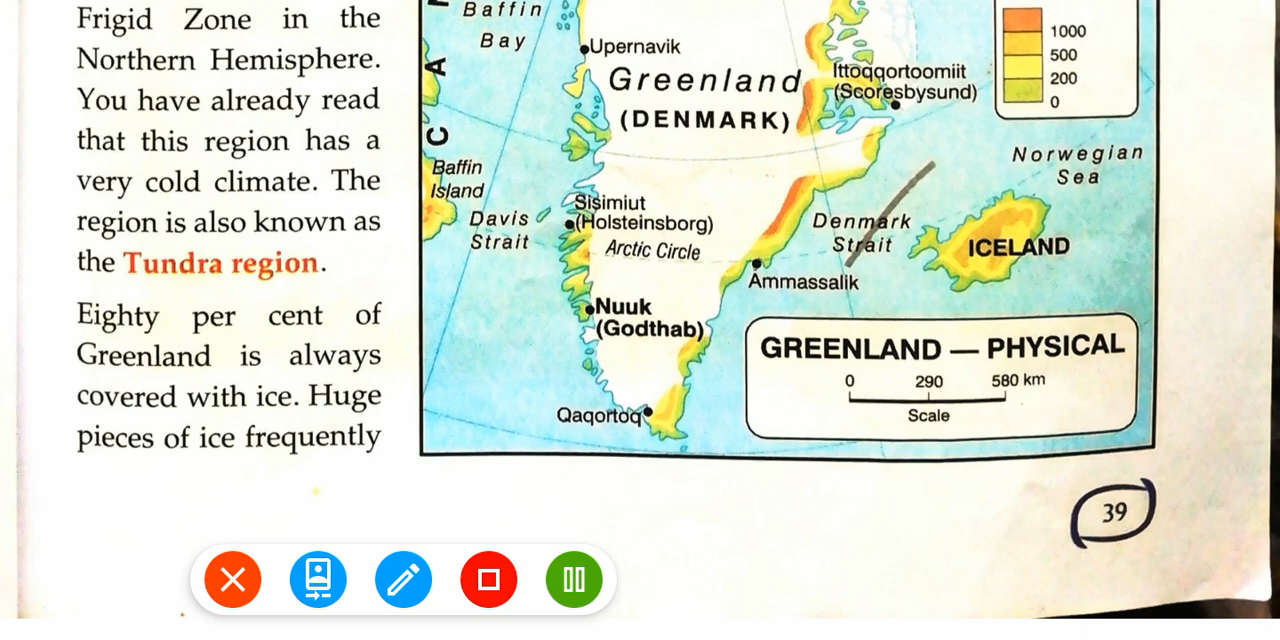 Frigid Zone in the
Northern Hemisphere.
You have already read
that this region has a
very cold climate. The
region is also known as
the Tundra region.
Eighty per cent of
Greenland is always
covered with ice. Huge
pieces of ice frequently
Baffin
Bay
C A
Upernavik
Greenland
(DENMARK)
Ittoqqortoomiit
(Scoresbysund)
1000
500
200
0
Norwegian
Sea
Baffin
Island
Davis
Strait
Sisimiut
(Holsteinsborg)
Arctic Circle
Denmark
Strait
ICELAND
Ammassalik
Nuuk
(Godthab)
Qaqortoq
GREENLAND — PHYSICAL
0 290 580 km
Scale
39